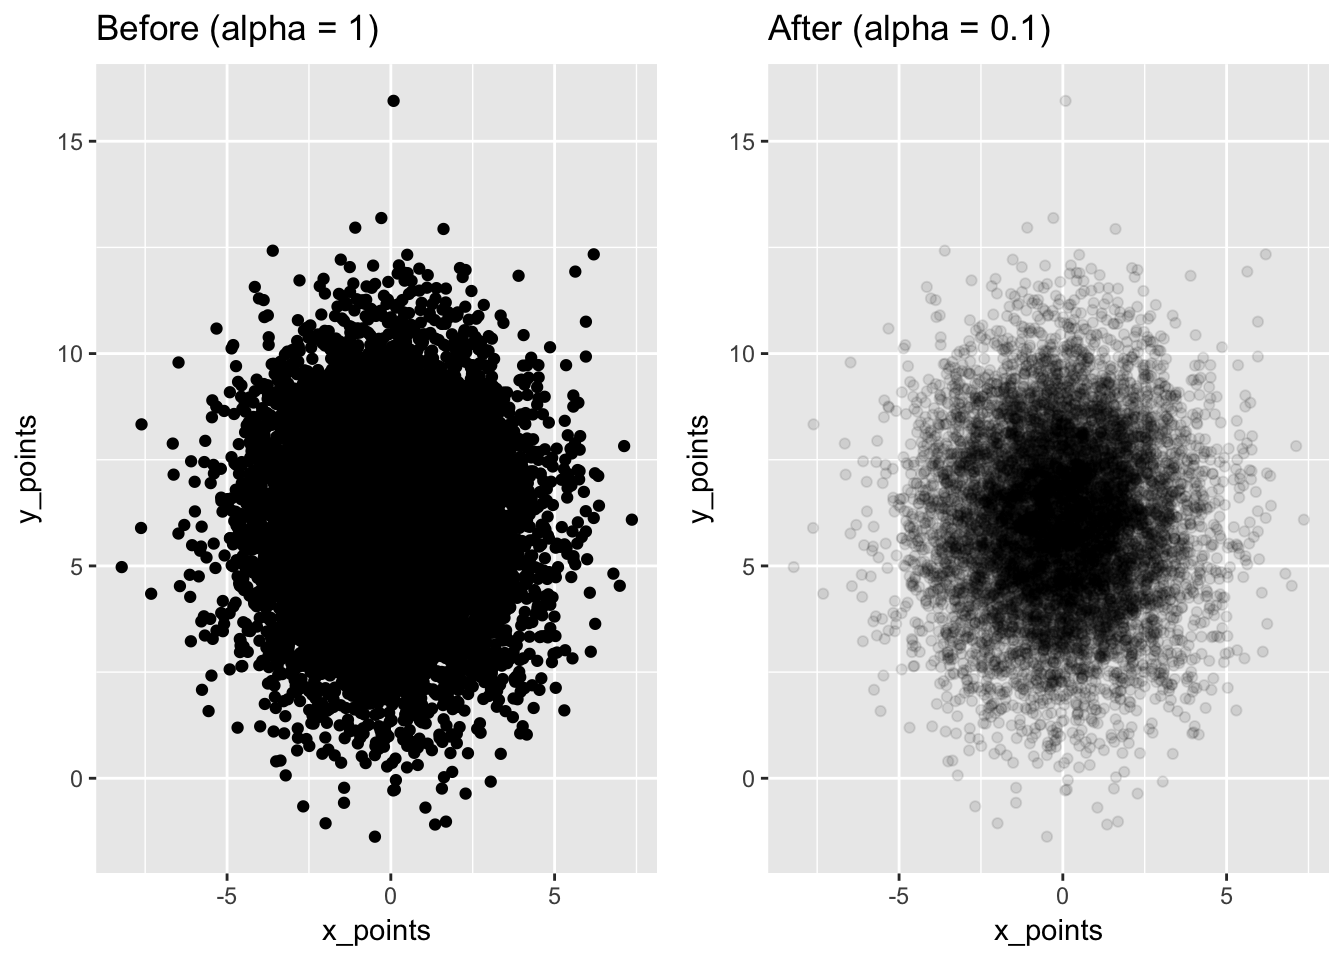 Before (alpha = 1)
After (alpha = 0.1)
15
10
5
0
y_points
-5
0
5
x_points
15
10
5
0
y_points
-5
0
5
x_points